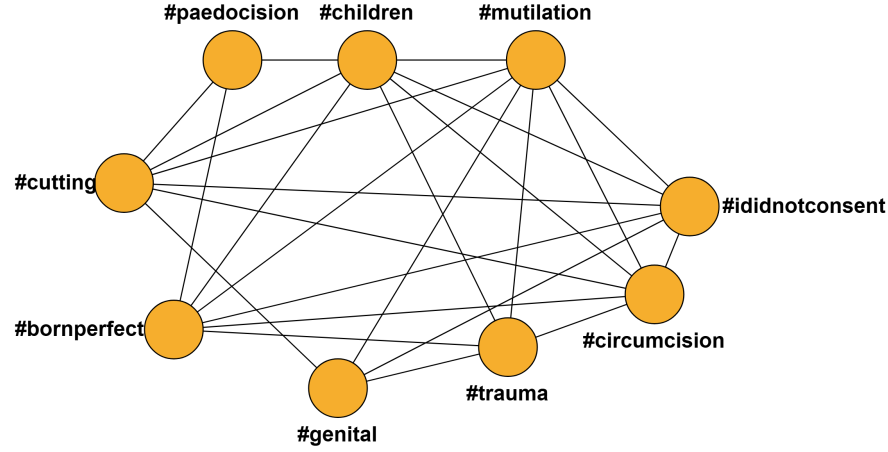 #paedocision #children #mutilation
#cutting
#ididnotconsent
#bornperfect
#circumcision
#trauma
#genital